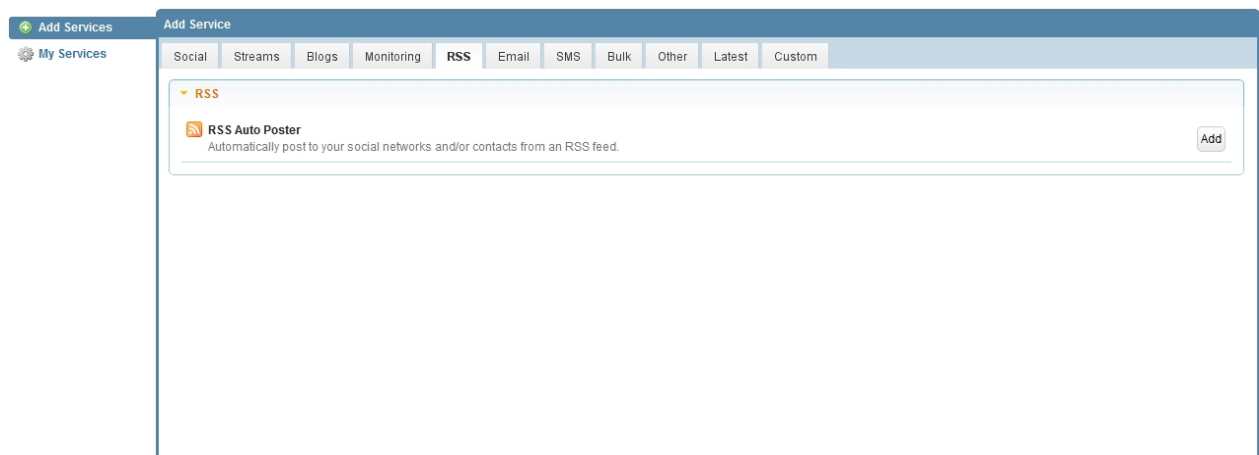 Add Services
My Services
Add Service
Social Streams Blogs Monitoring RSS Email SMS Bulk Other Latest Custom
RSS
RSS Auto Poster
Automatically post to your social networks and/or contacts from an RSS feed.
Add